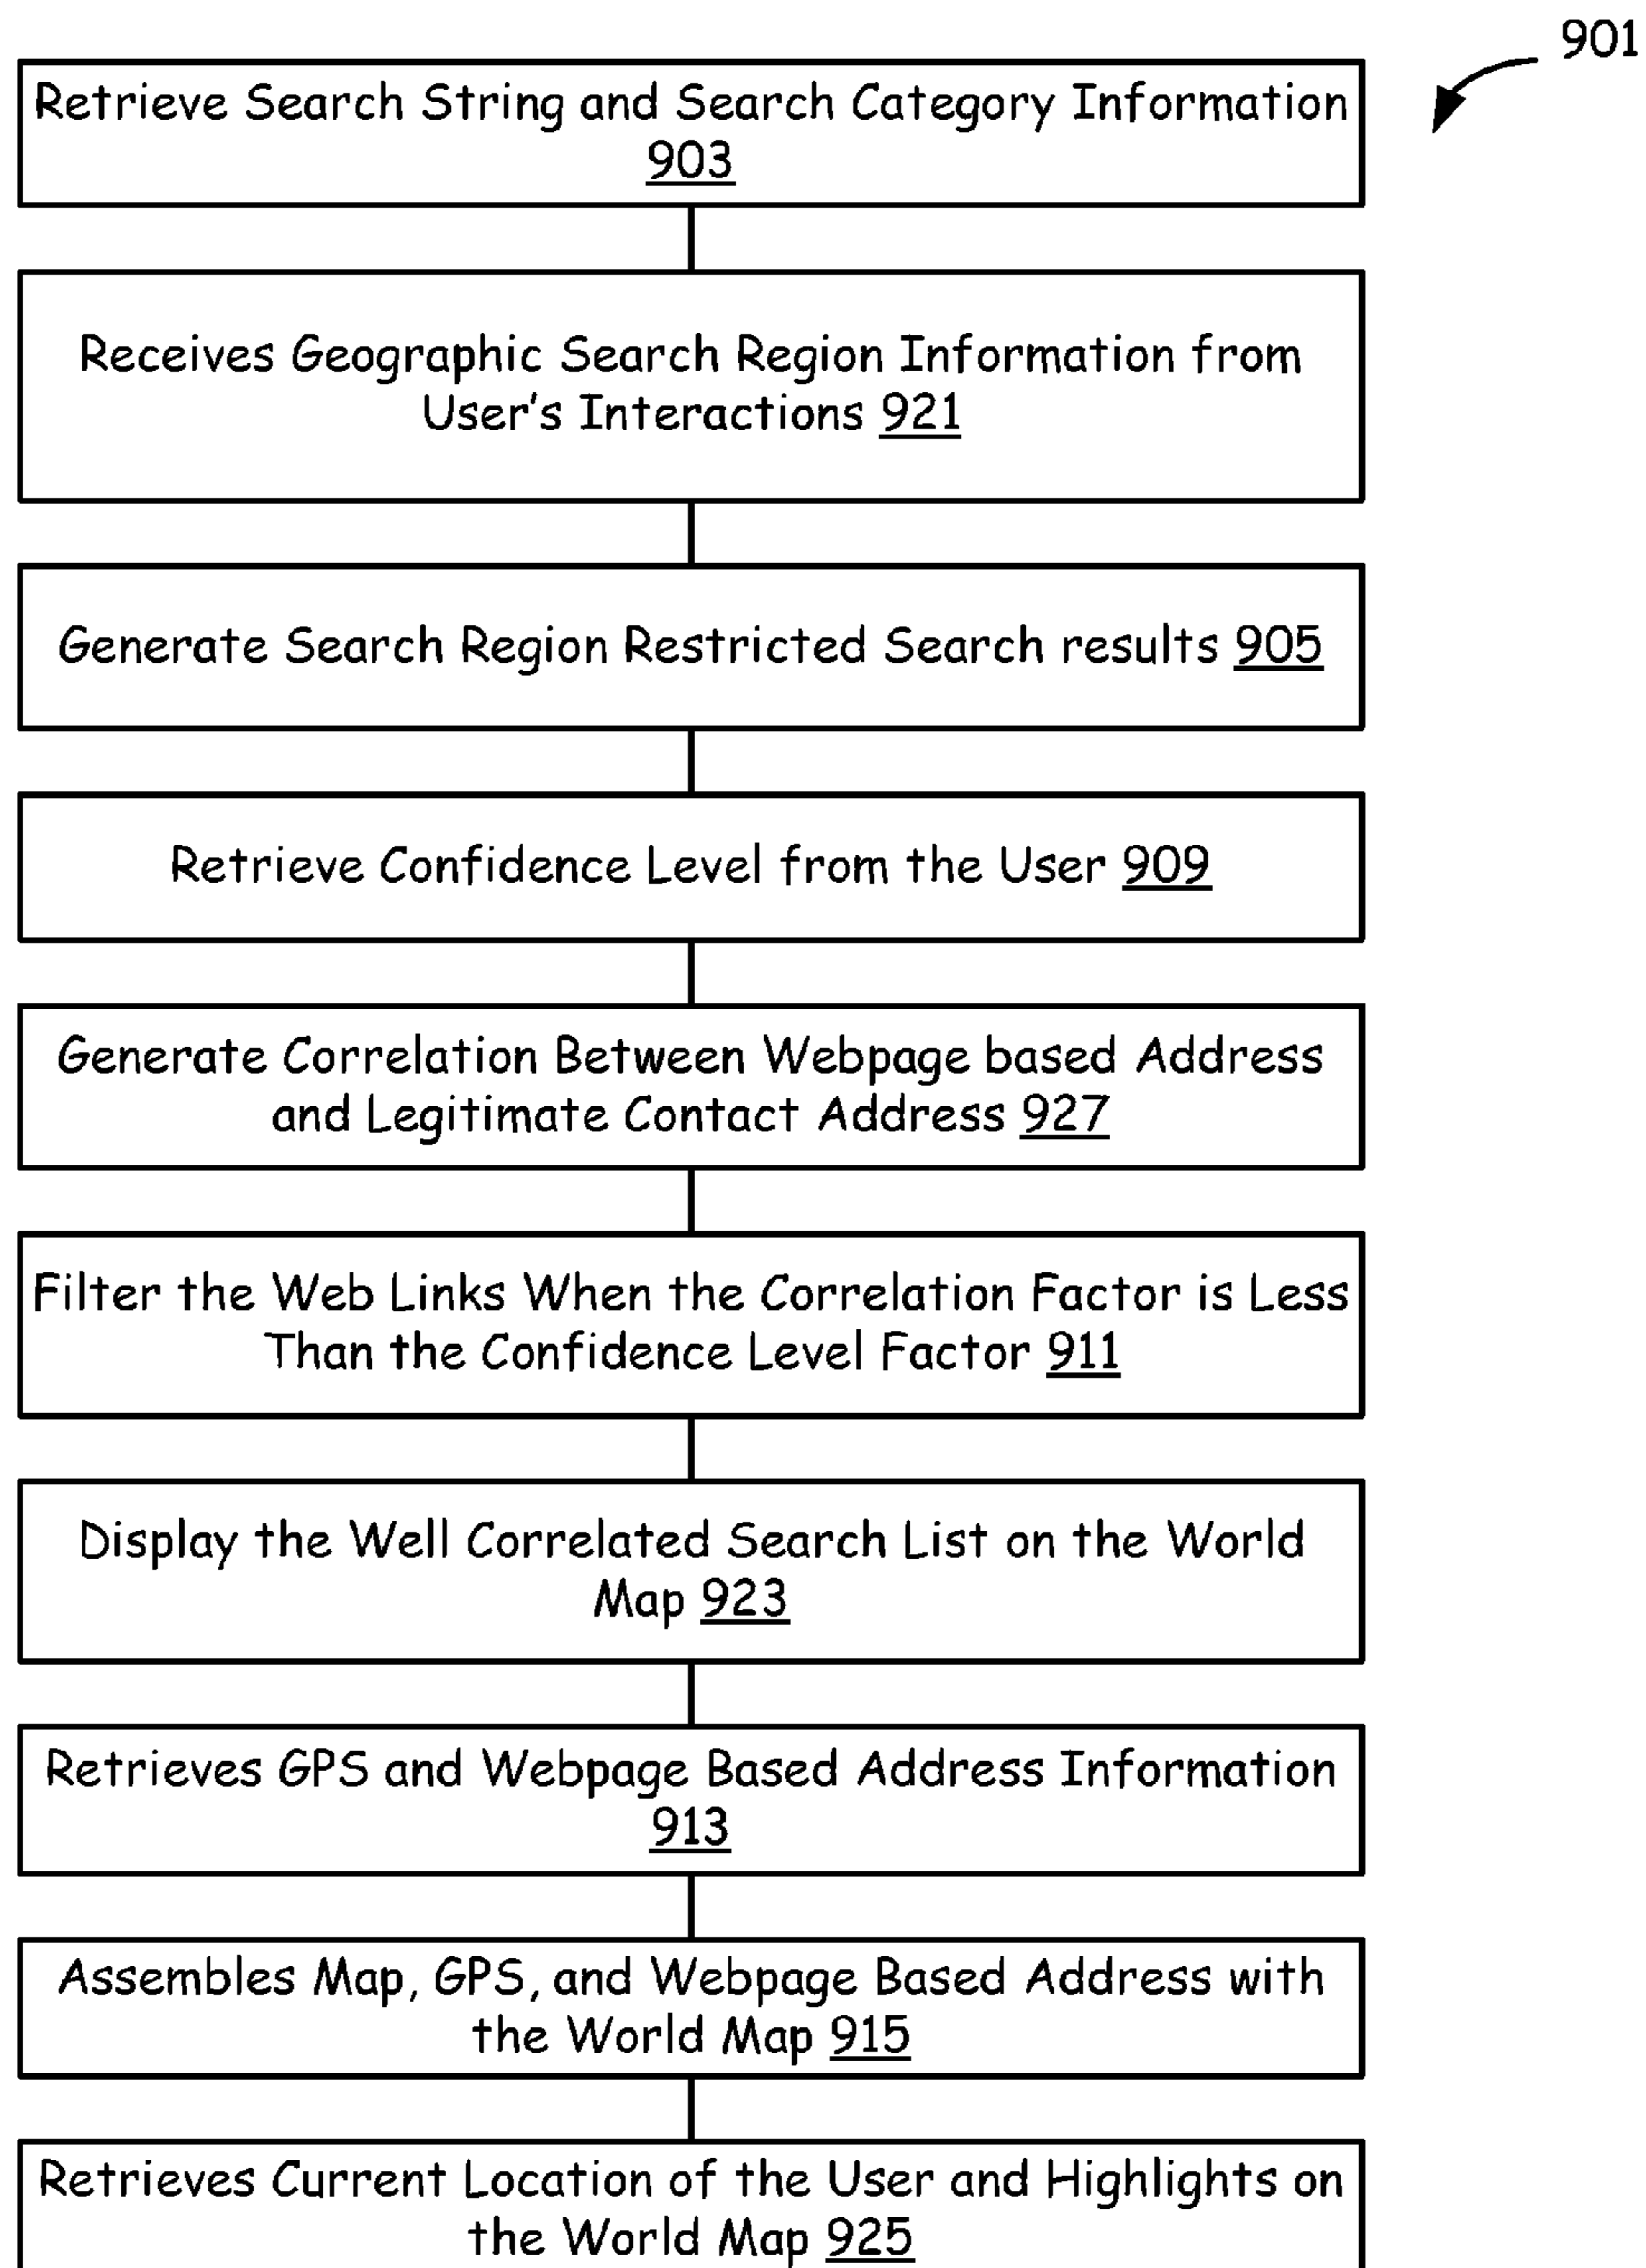 901
Retrieve Search String and Search Category Information
903
Receives Geographic Search Region Information from
User's Interactions 921
Generate Search Region Restricted Search results 905
Retrieve Confidence Level from the User 909
Generate Correlation Between Webpage based Address
and Legitimate Contact Address 927
Filter the Web Links When the Correlation Factor is Less
Than the Confidence Level Factor 911
Display the Well Correlated Search List on the World
Map 923
Retrieves GPS and Webpage Based Address Information
913
Assembles Map, GPS, and Webpage Based Address with
the World Map 915
Retrieves Current Location of the User and Highlights on
the World Map 925